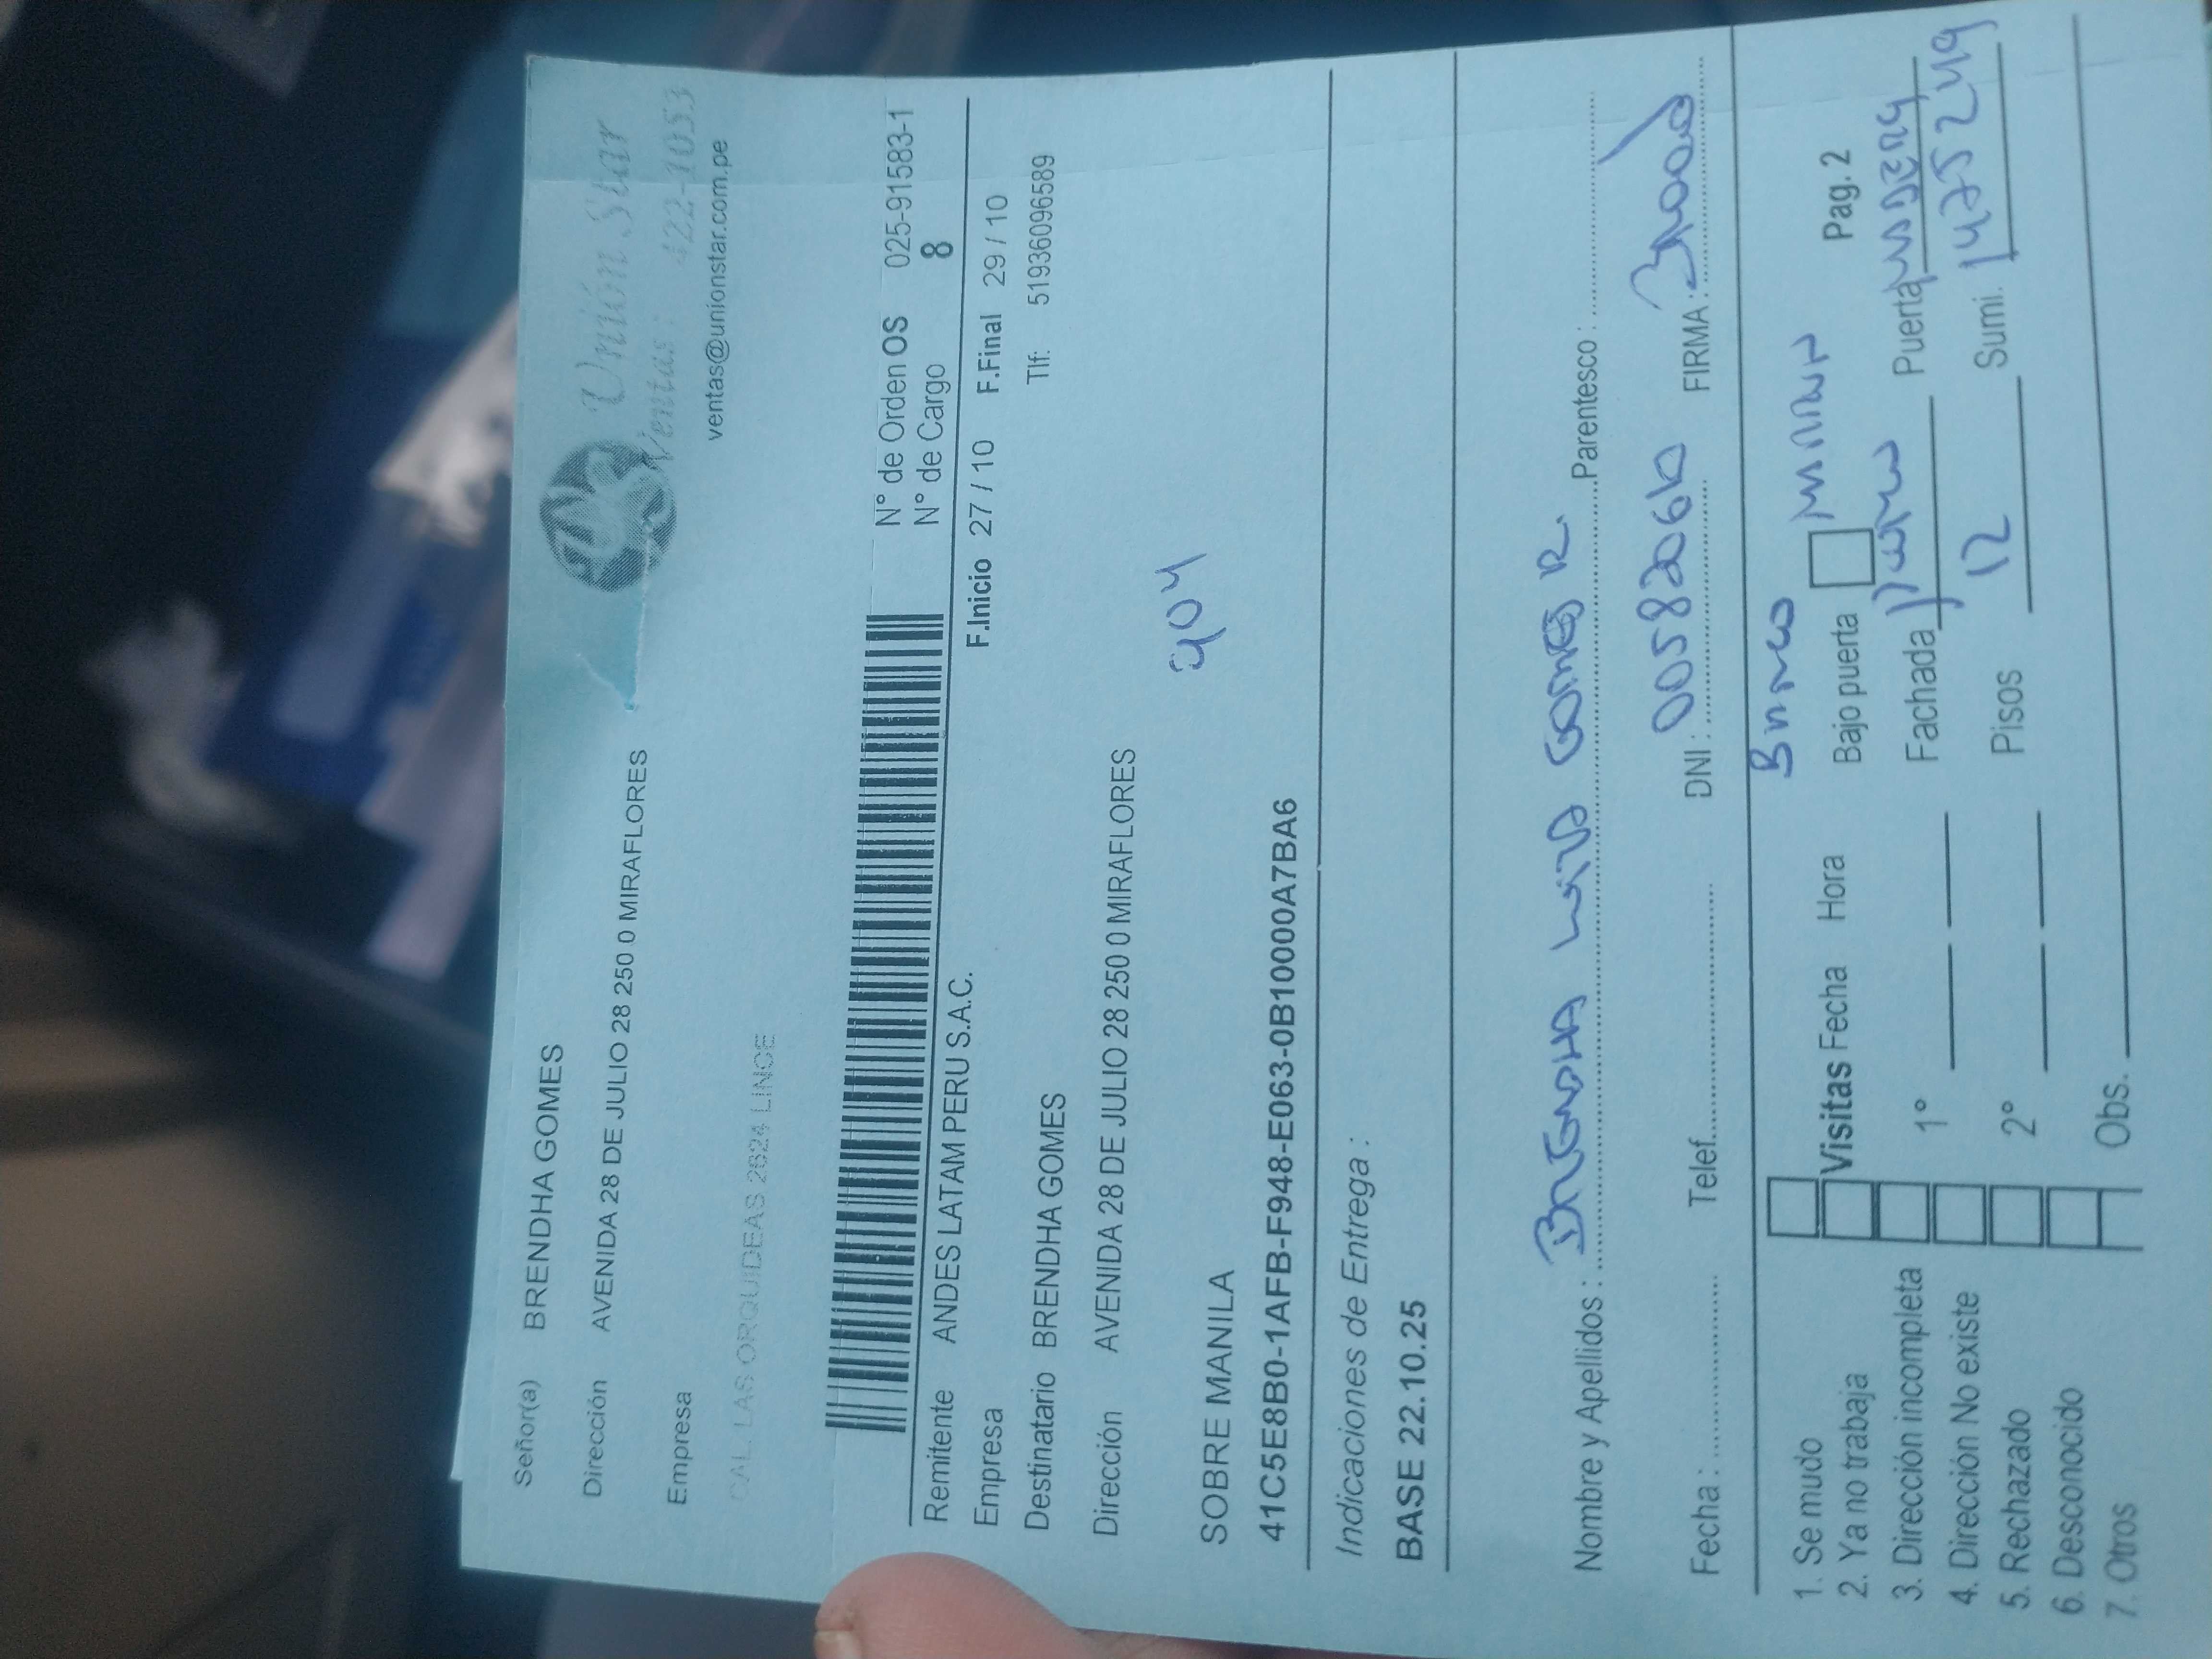 Unión Star
Ventas: 422-1053
ventas@unionstar.com.pe
Señor(a) BRENDHA GOMES
Dirección AVENIDA 28 DE JULIO 28 250 0 MIRAFLORES
Empresa
CAL. LAS ORQUIDEAS 2624 LINCE
N° de Orden OS 025-91583-1
N° de Cargo 8
Remitente ANDES LATAM PERU S.A.C.
F.Inicio 27 / 10 F.Final 29 / 10
Empresa
Destinatario BRENDHA GOMES Tlf: 51936096589
Dirección AVENIDA 28 DE JULIO 28 250 0 MIRAFLORES
904
SOBRE MANILA
41C5E8B0-1AFB-F948-E063-0B10000A7BA6
Indicaciones de Entrega :
BASE 22.10.25
Nombre y Apellidos : Brendha Gomes R. Parentesco :
Fecha : Telef. DNI : FIRMA :
1. Se mudo
2. Ya no trabaja Visitas Fecha Hora Bajo puerta Pag. 2
3. Dirección incompleta 1° Fachada Puerta
4. Dirección No existe
5. Rechazado 2° Pisos 12 Sumi. 1475249
6. Desconocido
7. Otros Obs.